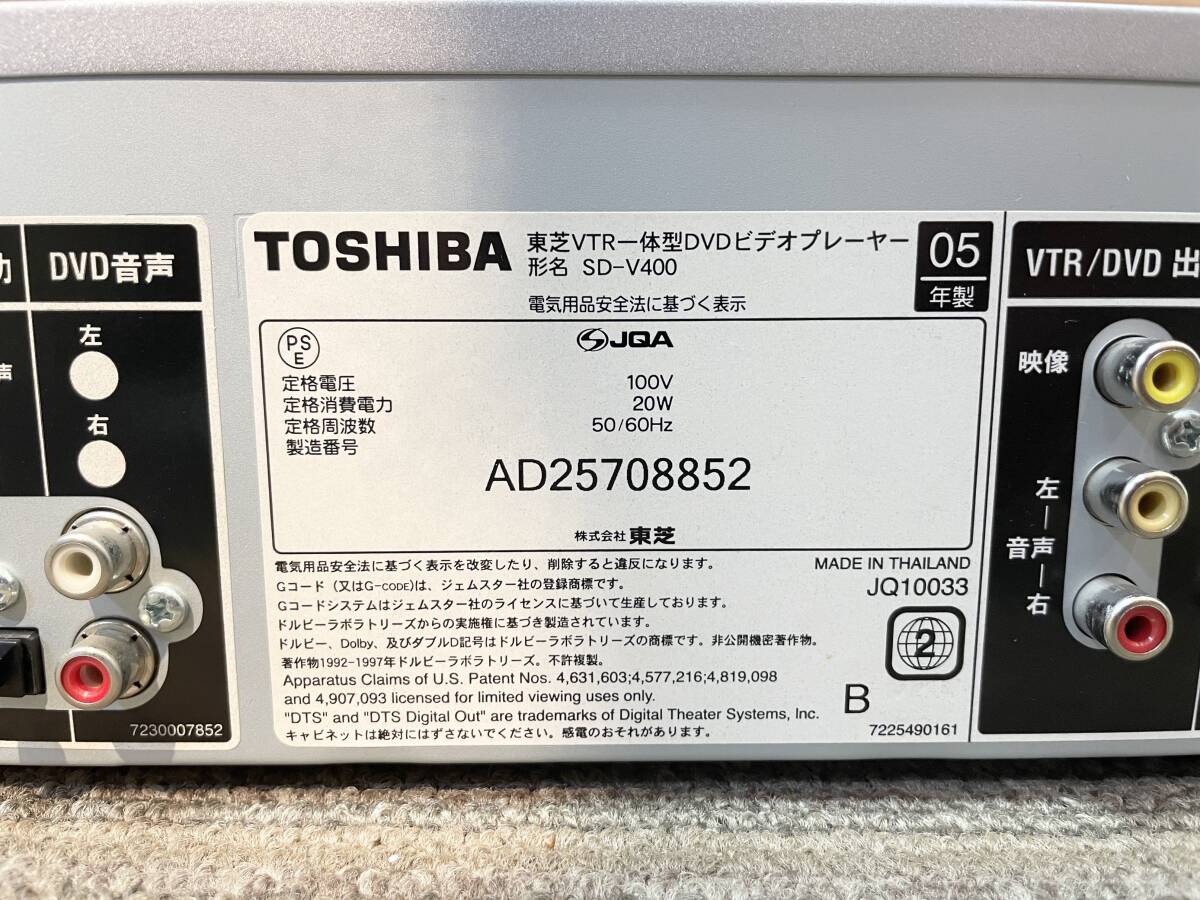 DVD音声
左
右
声
7230007852
TOSHIBA
東芝VTR一体型DVDビデオプレーヤー
形名 SD-V400
05
年製
電気用品安全法に基づく表示
PS
E
JQA
定格電圧 100V
定格消費電力 20W
定格周波数 50/60Hz
製造番号
AD25708852
株式会社 東芝
電気用品安全法に基づく表示を改変したり、削除すると違反になります。
Gコード (又はG-CODE)は、ジェムスター社の登録商標です。
Gコードシステムはジェムスター社のライセンスに基づいて生産しております。
ドルビーラボラトリーズからの実施権に基づき製造されています。
ドルビー、Dolby、及びダブルD記号はドルビーラボラトリーズの商標です。非公開機密著作物。
著作物1992-1997年ドルビーラボラトリーズ。不許複製。
Apparatus Claims of U.S. Patent Nos. 4,631,603;4,577,216;4,819,098
and 4,907,093 licensed for limited viewing uses only.
"DTS" and "DTS Digital Out" are trademarks of Digital Theater Systems, Inc.
キャビネットは絶対にはずさないでください。感電のおそれがあります。
MADE IN THAILAND
JQ10033
2
B
7225490161
VTR/DVD 出
映像
左
音声
右